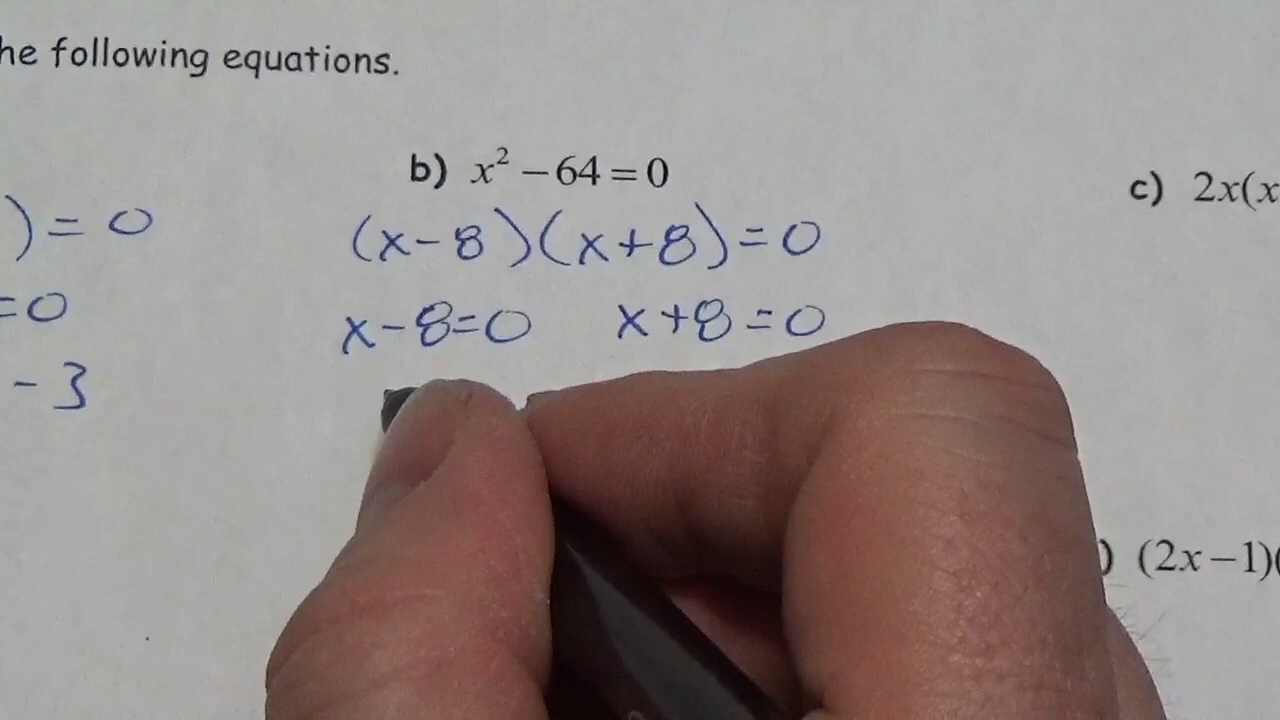 he following equations.
b) x² − 64 = 0
c) 2x(x
) = 0
(x − 8)(x + 8) = 0
= 0
x − 8 = 0 x + 8 = 0
− 3
) (2x − 1)(